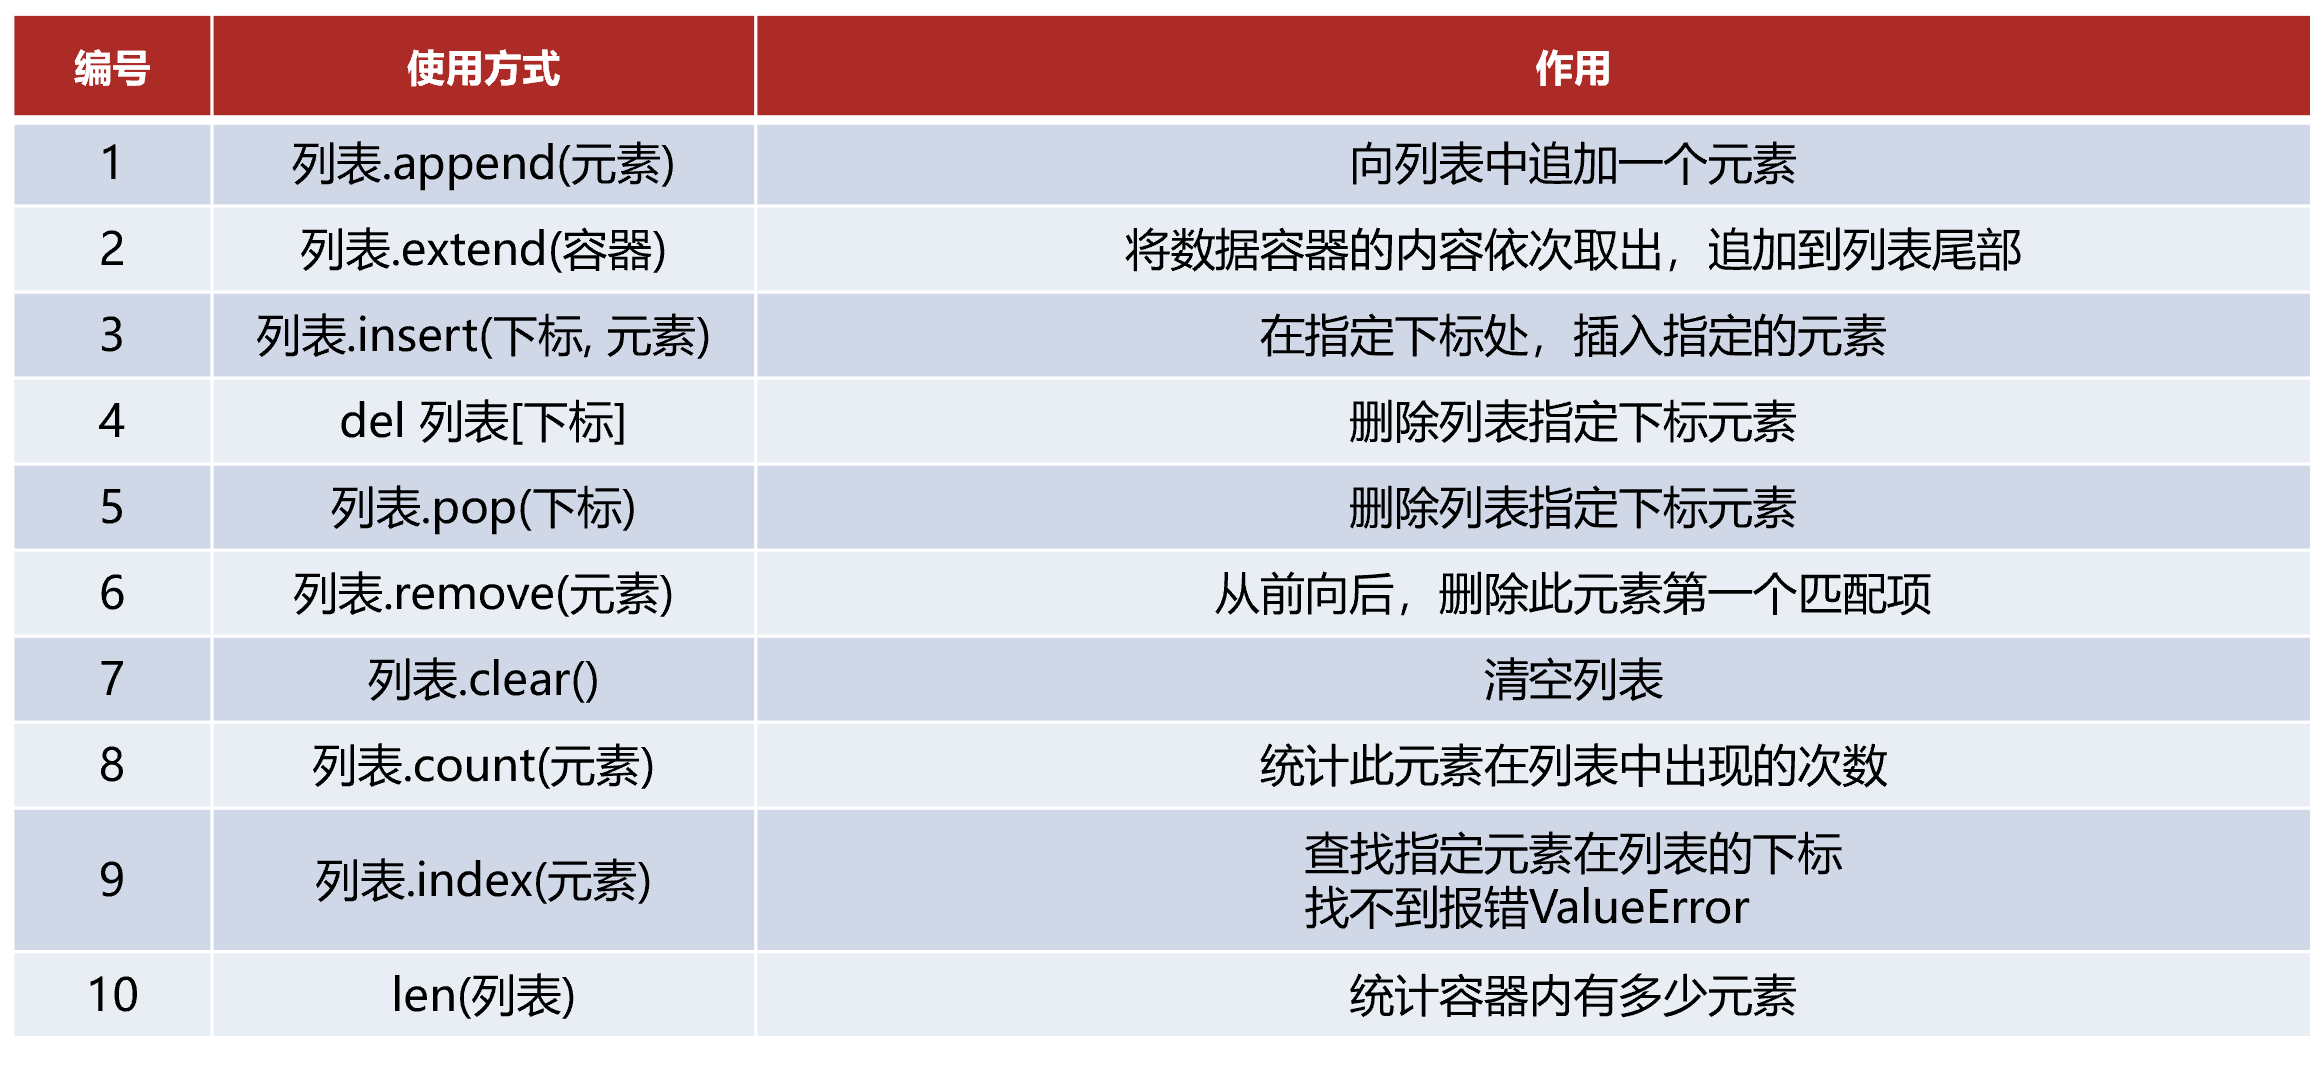 编号 使用方式 作用
1 列表.append(元素) 向列表中追加一个元素
2 列表.extend(容器) 将数据容器的内容依次取出，追加到列表尾部
3 列表.insert(下标, 元素) 在指定下标处，插入指定的元素
4 del 列表[下标] 删除列表指定下标元素
5 列表.pop(下标) 删除列表指定下标元素
6 列表.remove(元素) 从前向后，删除此元素第一个匹配项
7 列表.clear() 清空列表
8 列表.count(元素) 统计此元素在列表中出现的次数
9 列表.index(元素) 查找指定元素在列表的下标
找不到报错ValueError
10 len(列表) 统计容器内有多少元素